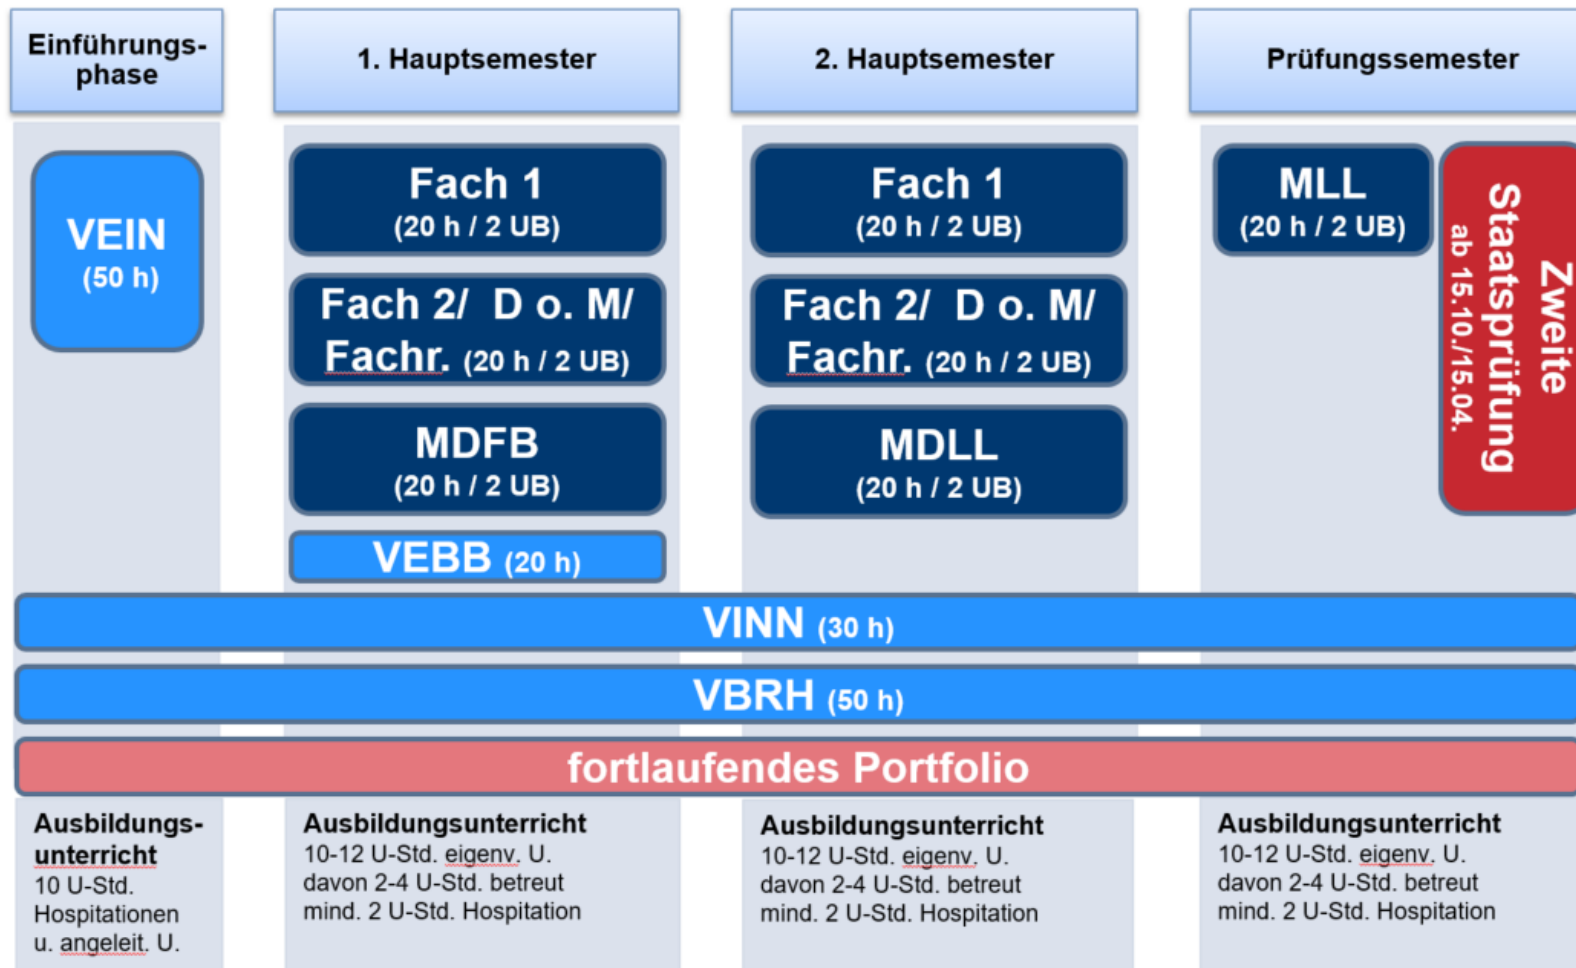 Einführungs-
phase
1. Hauptsemester
2. Hauptsemester
Prüfungssemester
VEIN
(50 h)
Fach 1
(20 h / 2 UB)
Fach 2/ D o. M/
Fachr. (20 h / 2 UB)
MDFB
(20 h / 2 UB)
VEBB (20 h)
Fach 1
(20 h / 2 UB)
Fach 2/ D o. M/
Fachr. (20 h / 2 UB)
MDLL
(20 h / 2 UB)
MLL
(20 h / 2 UB)
Zweite
Staatsprüfung
ab 15.10./15.04.
VINN (30 h)
VBRH (50 h)
fortlaufendes Portfolio
Ausbildungs-
unterricht
10 U-Std.
Hospitationen
u. angeleit. U.
Ausbildungsunterricht
10-12 U-Std. eigenv. U.
davon 2-4 U-Std. betreut
mind. 2 U-Std. Hospitation
Ausbildungsunterricht
10-12 U-Std. eigenv. U.
davon 2-4 U-Std. betreut
mind. 2 U-Std. Hospitation
Ausbildungsunterricht
10-12 U-Std. eigenv. U.
davon 2-4 U-Std. betreut
mind. 2 U-Std. Hospitation